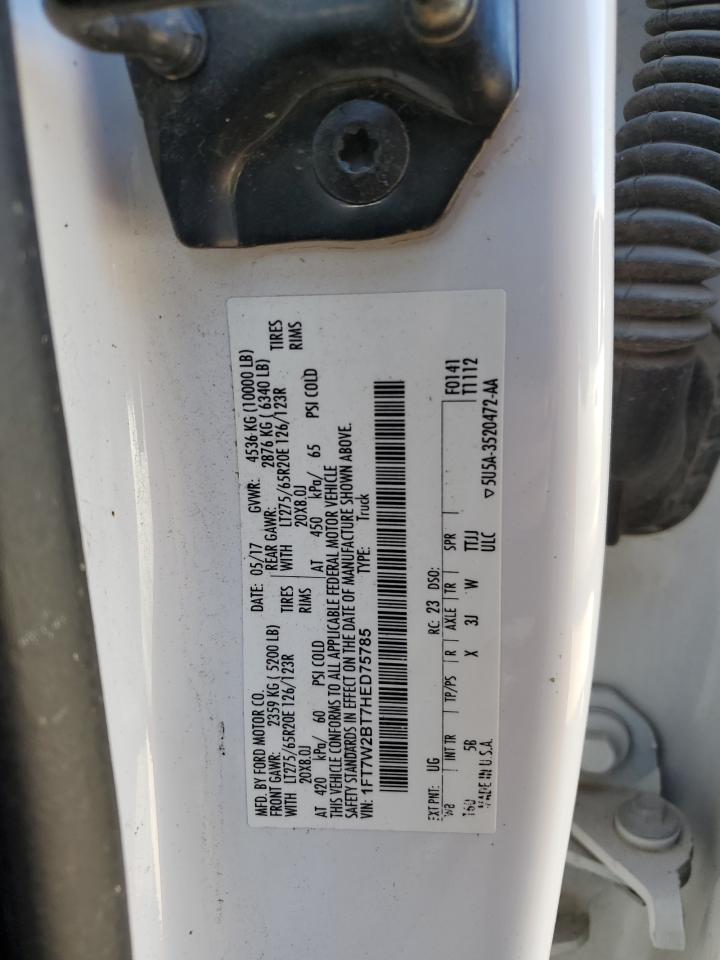 MFD. BY FORD MOTOR CO.
DATE: 05/17 GVWR: 4536 KG (10000 LB)
FRONT GAWR: 2359 KG ( 5200 LB) REAR GAWR: 2876 KG ( 6340 LB)
WITH LT275/65R20E 126/123R TIRES WITH LT275/65R20E 126/123R TIRES
20X8.0J RIMS 20X8.0J RIMS
AT 420 kPa/ 60 PSI COLD AT 450 kPa/ 65 PSI COLD
THIS VEHICLE CONFORMS TO ALL APPLICABLE FEDERAL MOTOR VEHICLE
SAFETY STANDARDS IN EFFECT ON THE DATE OF MANUFACTURE SHOWN ABOVE.
VIN: 1FT7W2BT7HED75785 TYPE: Truck
EXT PNT: UG RC: 23 DSO: F0141
WB INT TR TP/PS R AXLE TR SPR T1112
160 5B X 3J W TTJJ
MADE IN U.S.A. ULC ▽5U5A-3520472-AA